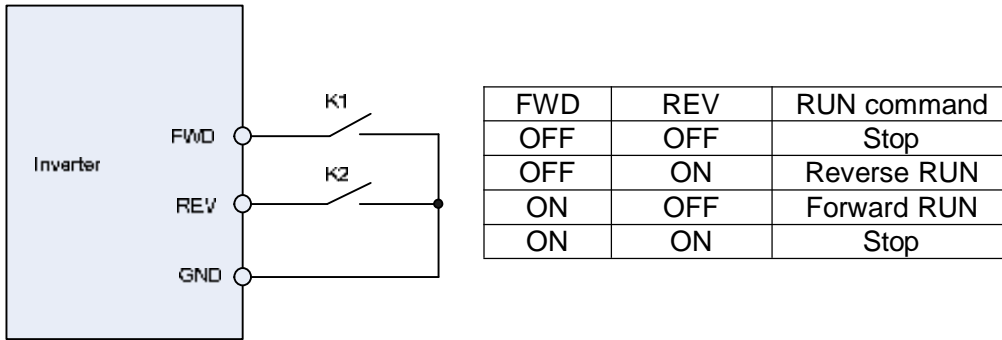 K1
FWD
Inverter
K2
REV
GND
FWD REV RUN command
OFF OFF Stop
OFF ON Reverse RUN
ON OFF Forward RUN
ON ON Stop